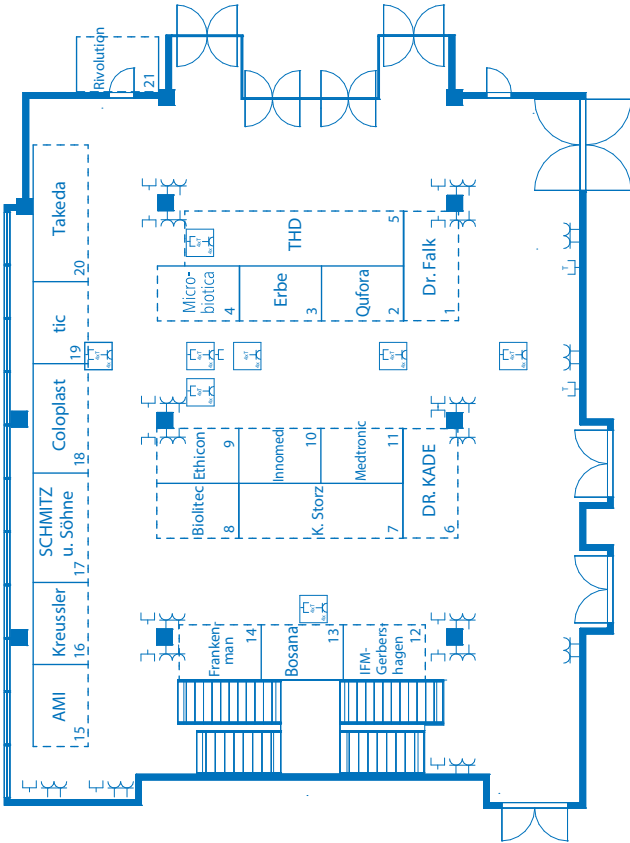 Rivolution
21
Takeda
20
tic
19
Coloplast
18
SCHMITZ
u. Söhne
17
Kreussler
16
AMI
15
THD
5
Micro-
biotica
4
Erbe
3
Qufora
2
Dr. Falk
1
Ethicon
9
Innomed
10
Medtronic
11
Biolitec
8
K. Storz
7
DR. KADE
6
Franken
man
14
Bosana
13
IFM-
Gerbers
hagen
12